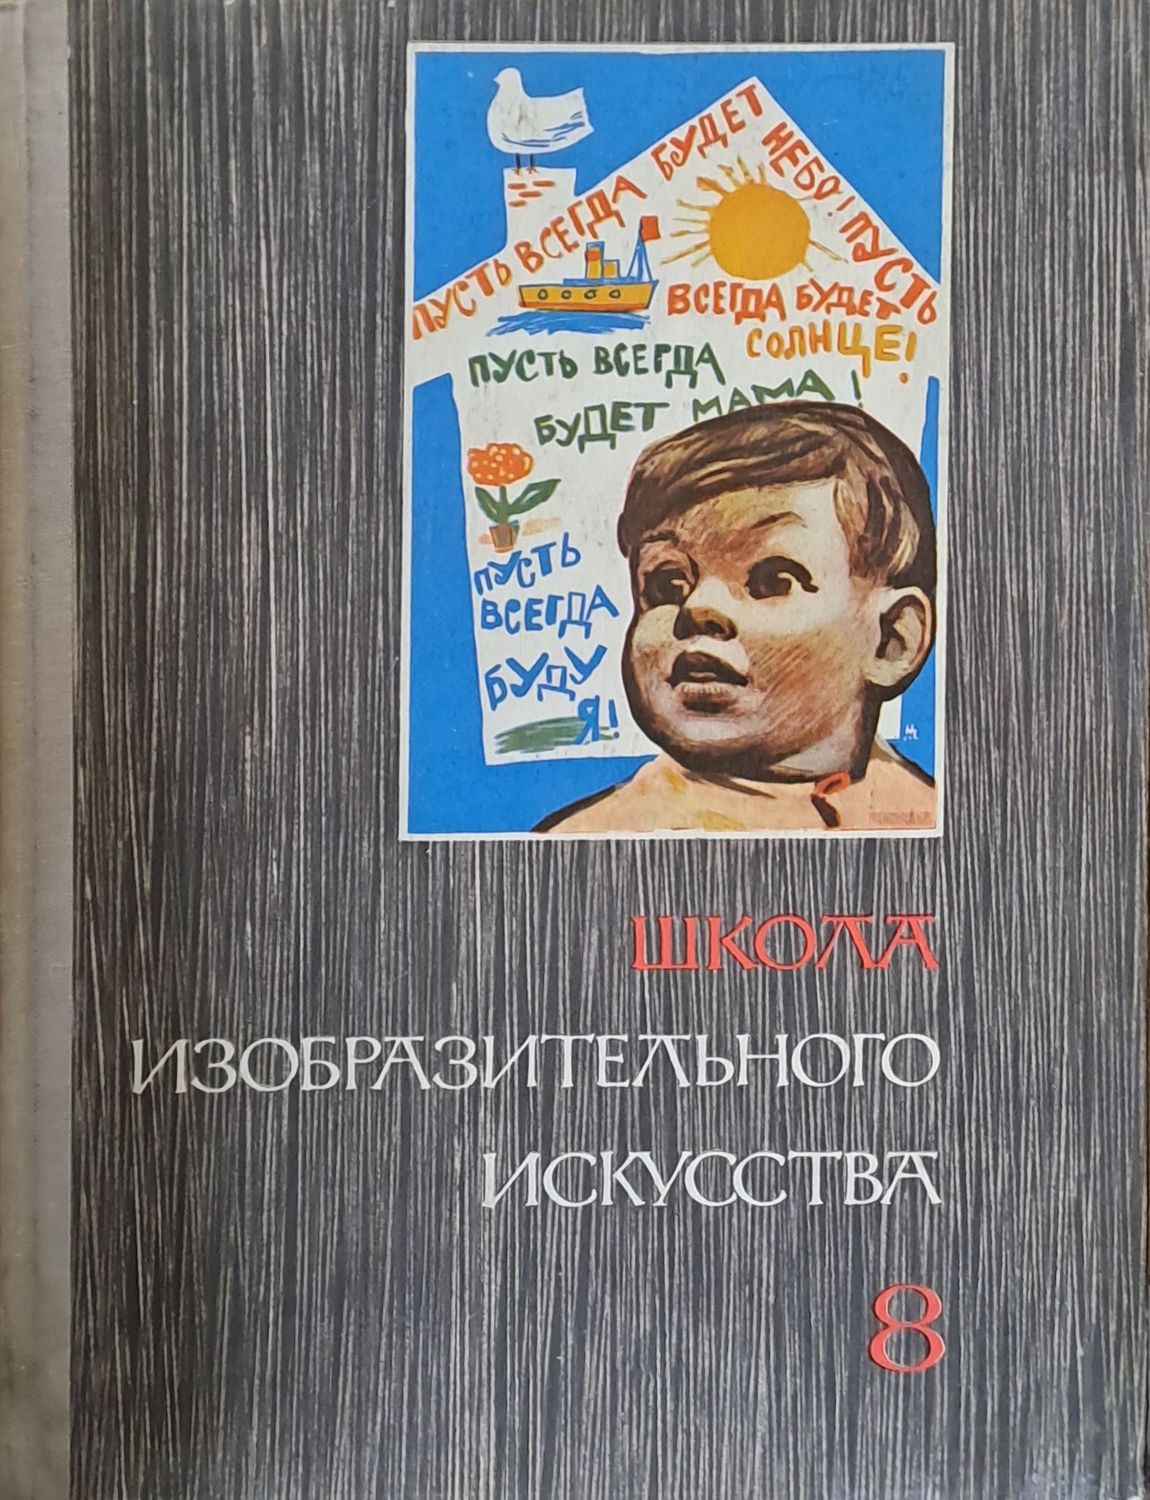 ПУСТЬ ВСЕГДА БУДЕТ
НЕБО! ПУСТЬ
ВСЕГДА БУДЕТ
СОЛНЦЕ!
ПУСТЬ ВСЕГДА
БУДЕТ МАМА!
ПУСТЬ
ВСЕГДА
БУДУ
Я!
ШКОЛА
ИЗОБРАЗИТЕЛЬНОГО
ИСКУССТВА
8